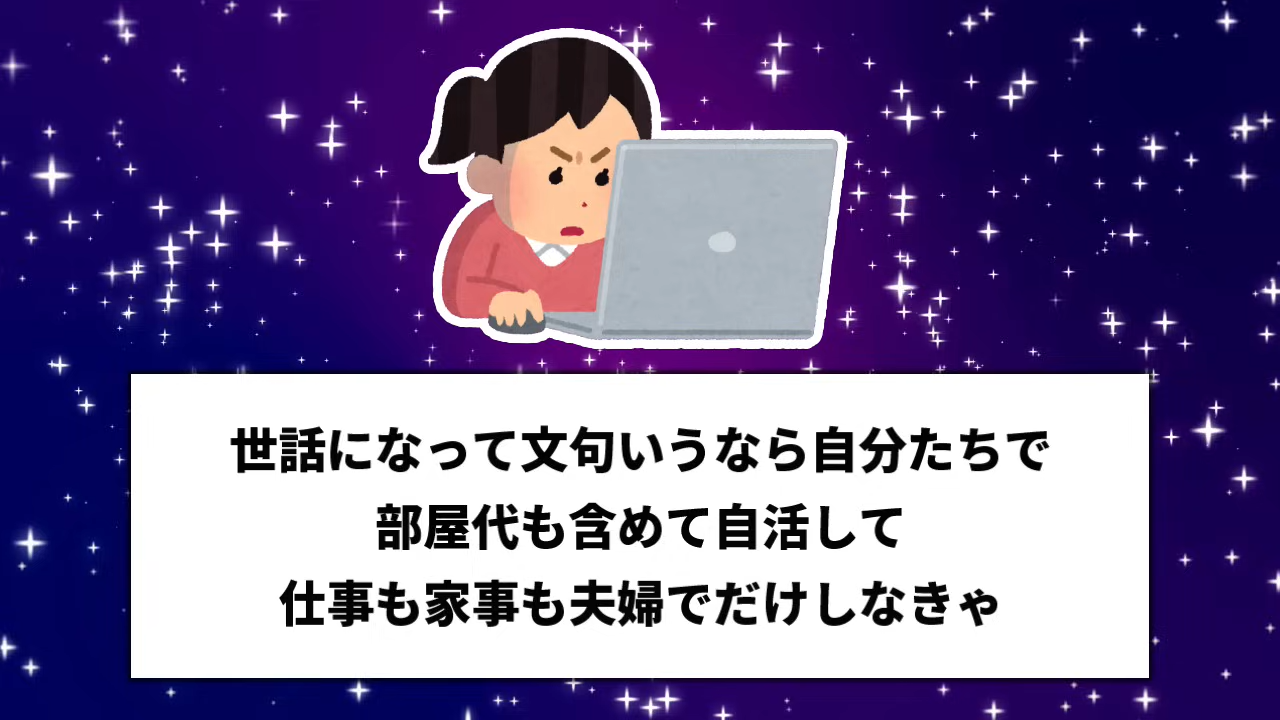 世話になって文句いうなら自分たちで
部屋代も含めて自活して
仕事も家事も夫婦でだけしなきゃ